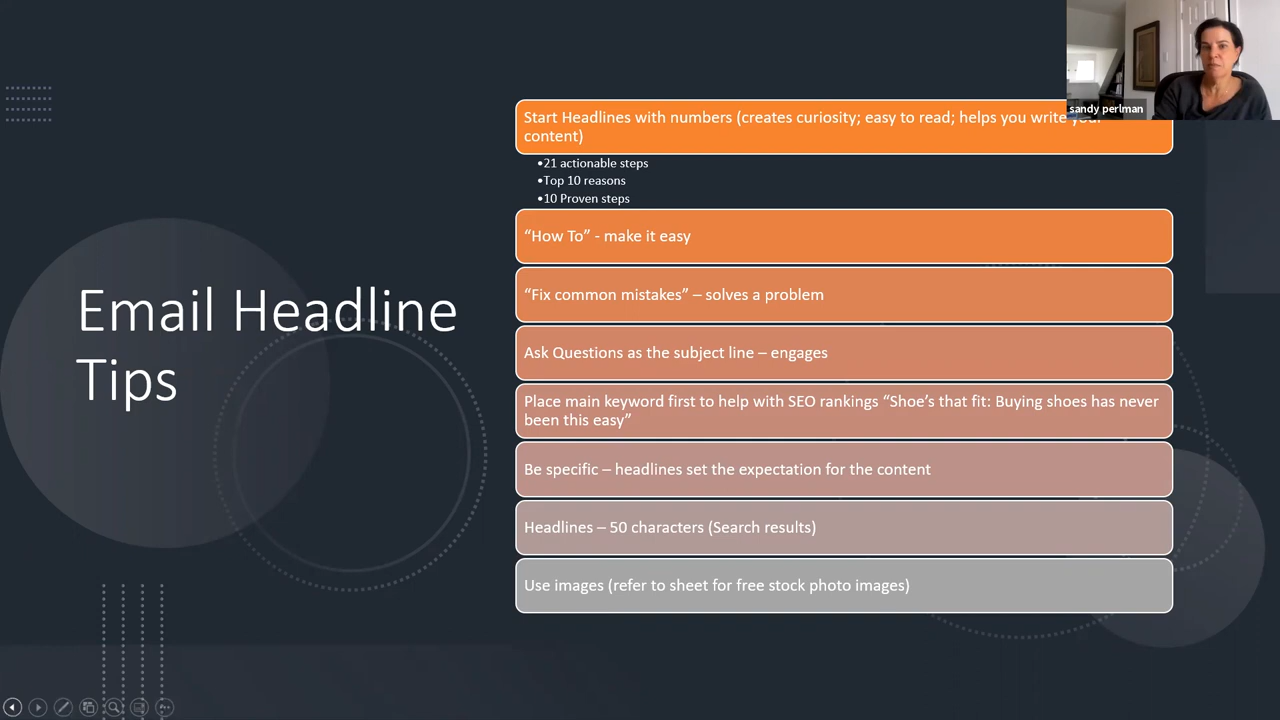 Email Headline
Tips
Start Headlines with numbers (creates curiosity; easy to read; helps you write your
content)
•21 actionable steps
•Top 10 reasons
•10 Proven steps
“How To” - make it easy
“Fix common mistakes” – solves a problem
Ask Questions as the subject line – engages
Place main keyword first to help with SEO rankings “Shoe’s that fit: Buying shoes has never
been this easy”
Be specific – headlines set the expectation for the content
Headlines – 50 characters (Search results)
Use images (refer to sheet for free stock photo images)
sandy perlman